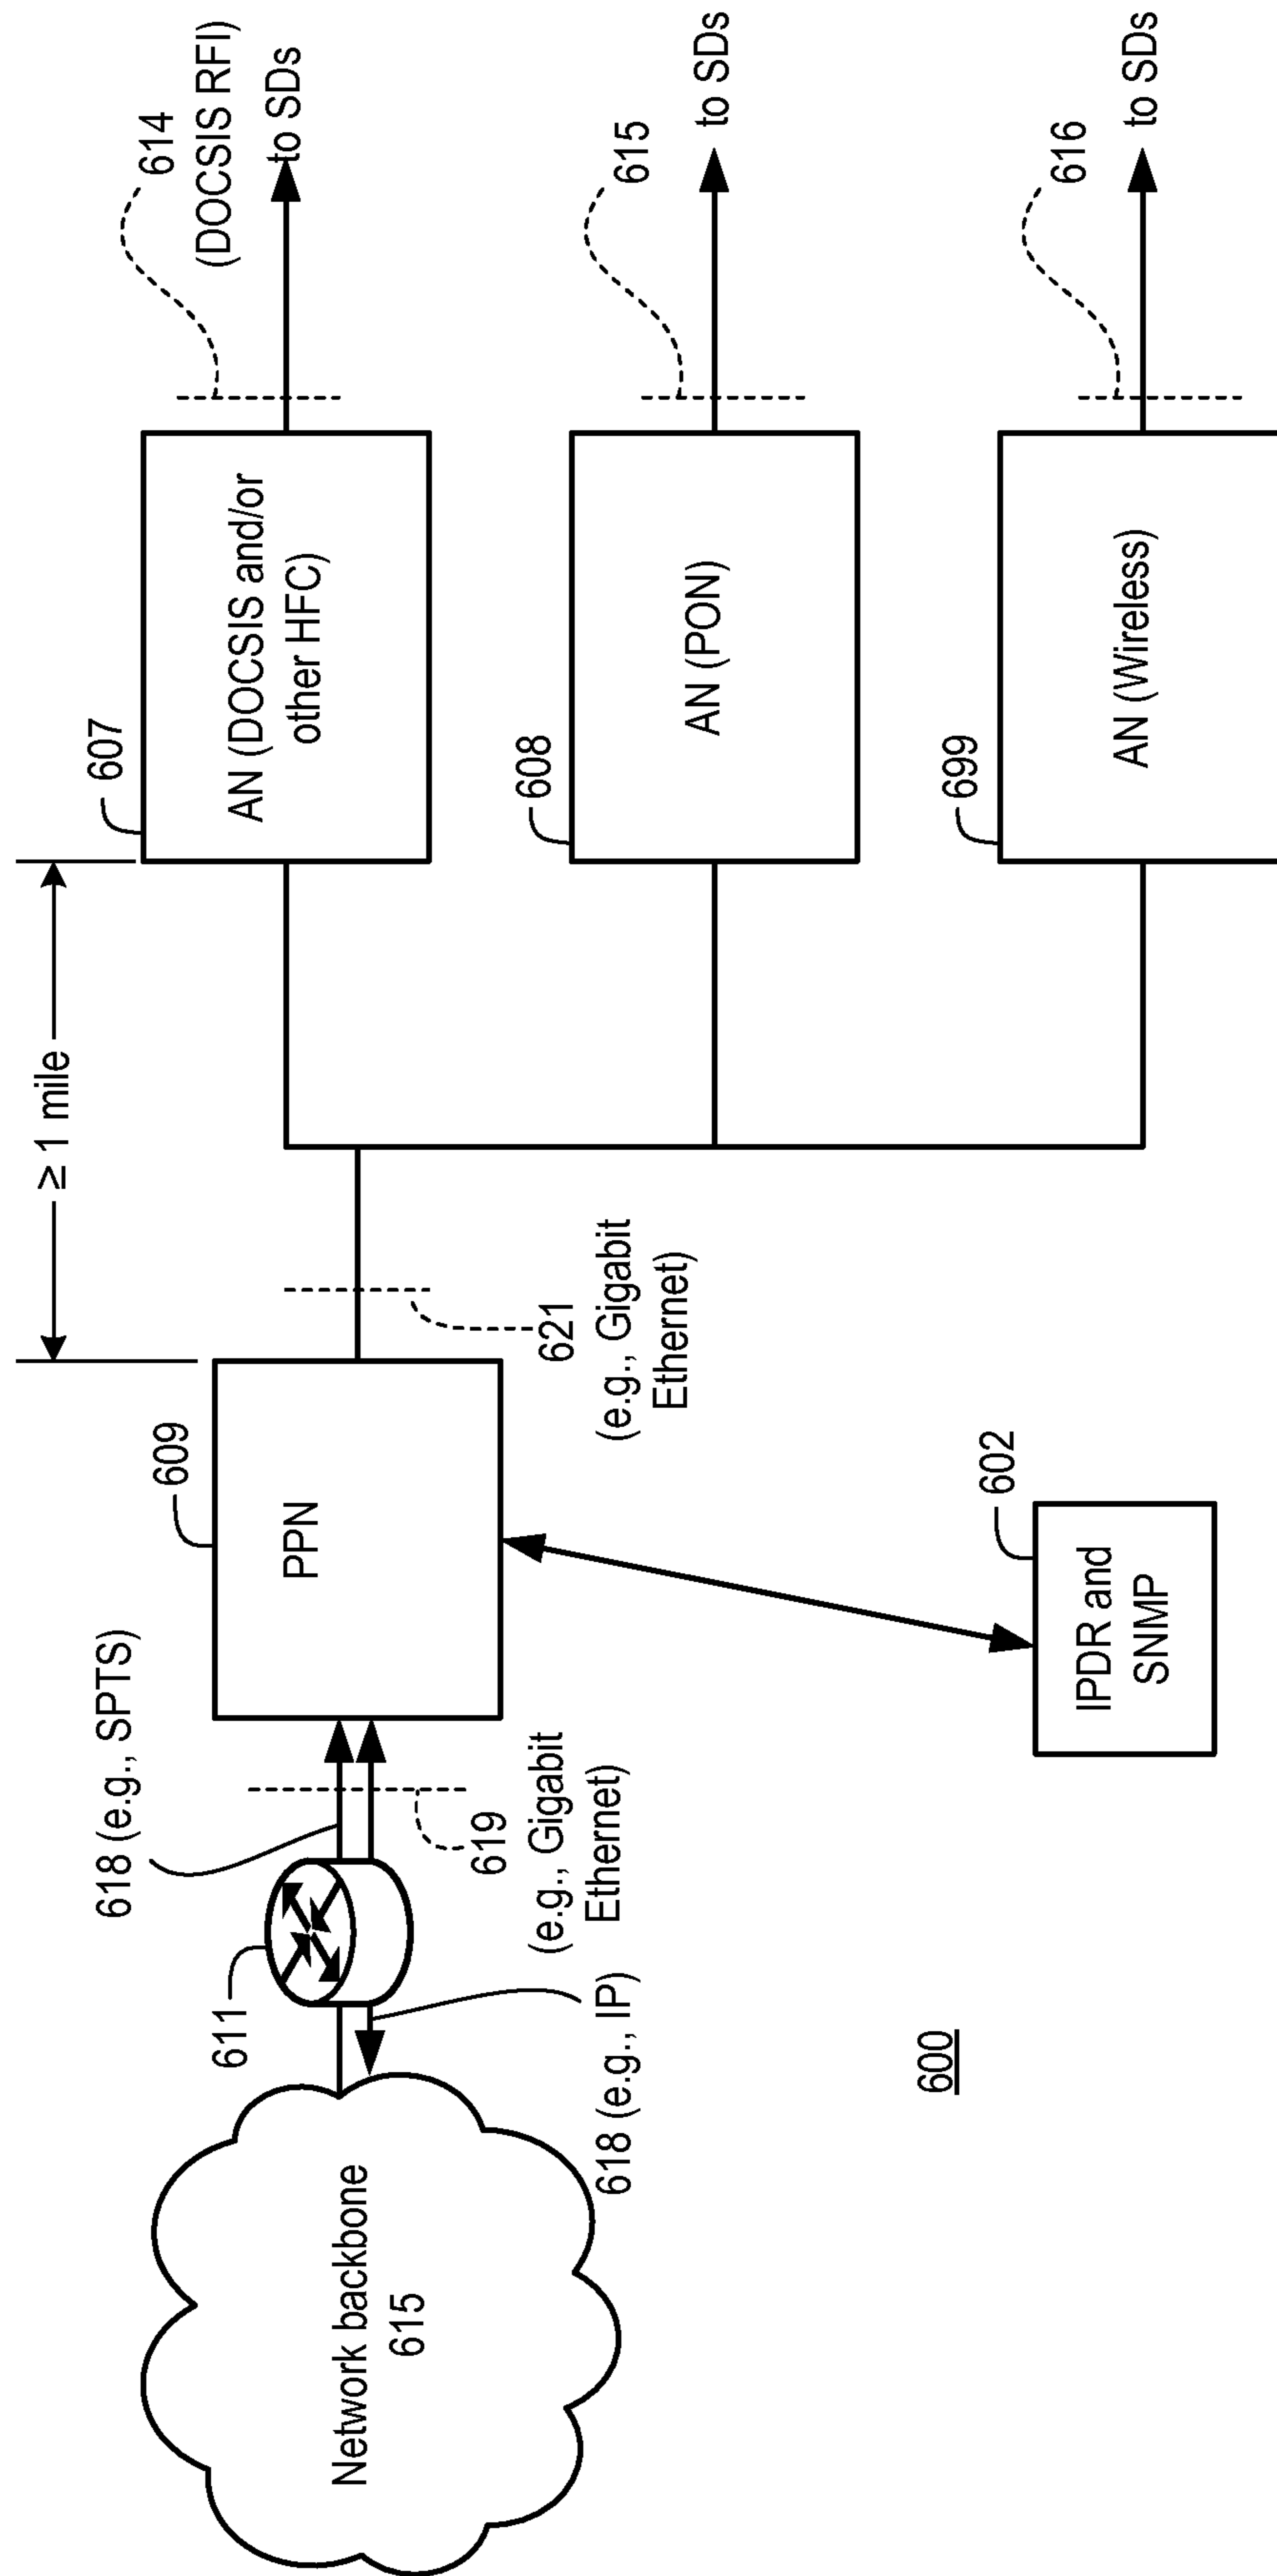 Network backbone
615
611
618 (e.g., SPTS)
618 (e.g., IP)
619
(e.g., Gigabit
Ethernet)
609
PPN
602
IPDR and
SNMP
621
(e.g., Gigabit
Ethernet)
≥ 1 mile
607
AN (DOCSIS and/or
other HFC)
614
(DOCSIS RFI)
to SDs
608
AN (PON)
615
to SDs
699
AN (Wireless)
616
to SDs
600